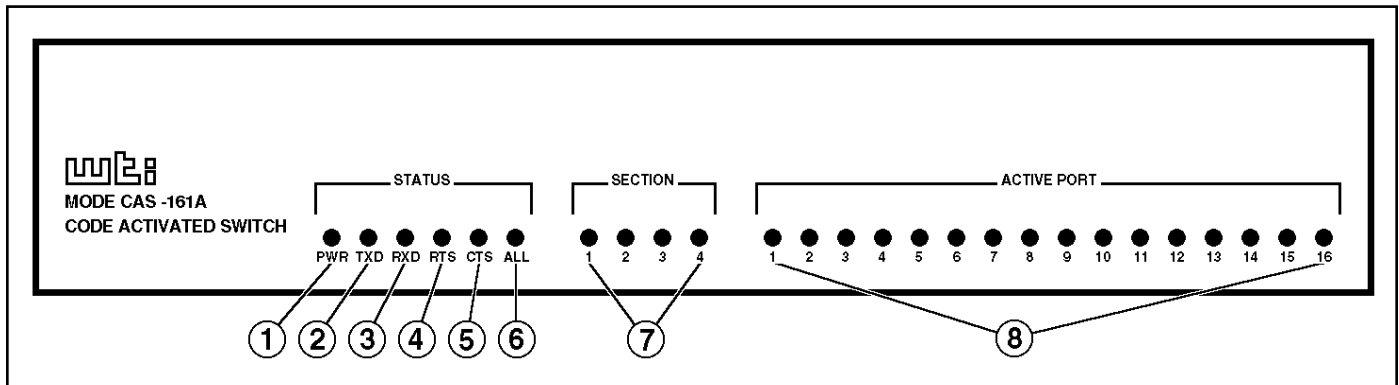 wti
MODE CAS -161A
CODE ACTIVATED SWITCH
STATUS
PWR TXD RXD RTS CTS ALL
SECTION
1 2 3 4
ACTIVE PORT
1 2 3 4 5 6 7 8 9 10 11 12 13 14 15 16
1 2 3 4 5 6 7 8